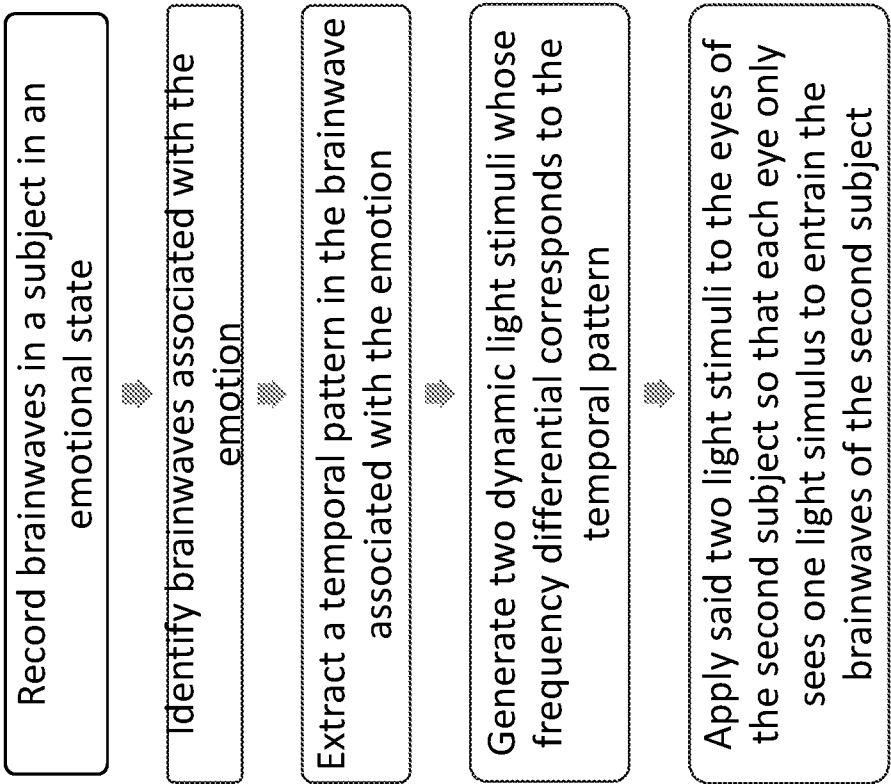 Record brainwaves in a subject in an
emotional state
Identify brainwaves associated with the
emotion
Extract a temporal pattern in the brainwave
associated with the emotion
Generate two dynamic light stimuli whose
frequency differential corresponds to the
temporal pattern
Apply said two light stimuli to the eyes of
the second subject so that each eye only
sees one light simulus to entrain the
brainwaves of the second subject